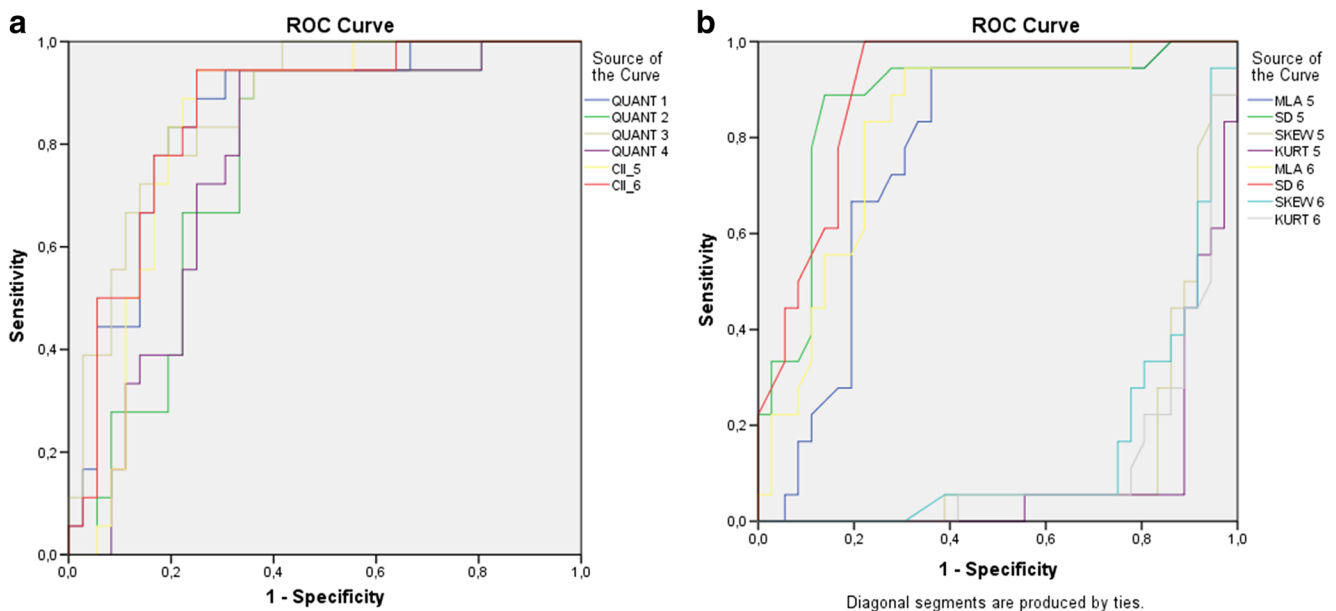 a
ROC Curve
1,0
0,8
0,6
0,4
0,2
0,0
Sensitivity
0,0 0,2 0,4 0,6 0,8 1,0
1 - Specificity
Source of
the Curve
QUANT 1
QUANT 2
QUANT 3
QUANT 4
CII_5
CII_6
b
ROC Curve
1,0
0,8
0,6
0,4
0,2
0,0
Sensitivity
0,0 0,2 0,4 0,6 0,8 1,0
1 - Specificity
Source of
the Curve
MLA 5
SD 5
SKEW 5
KURT 5
MLA 6
SD 6
SKEW 6
KURT 6
Diagonal segments are produced by ties.